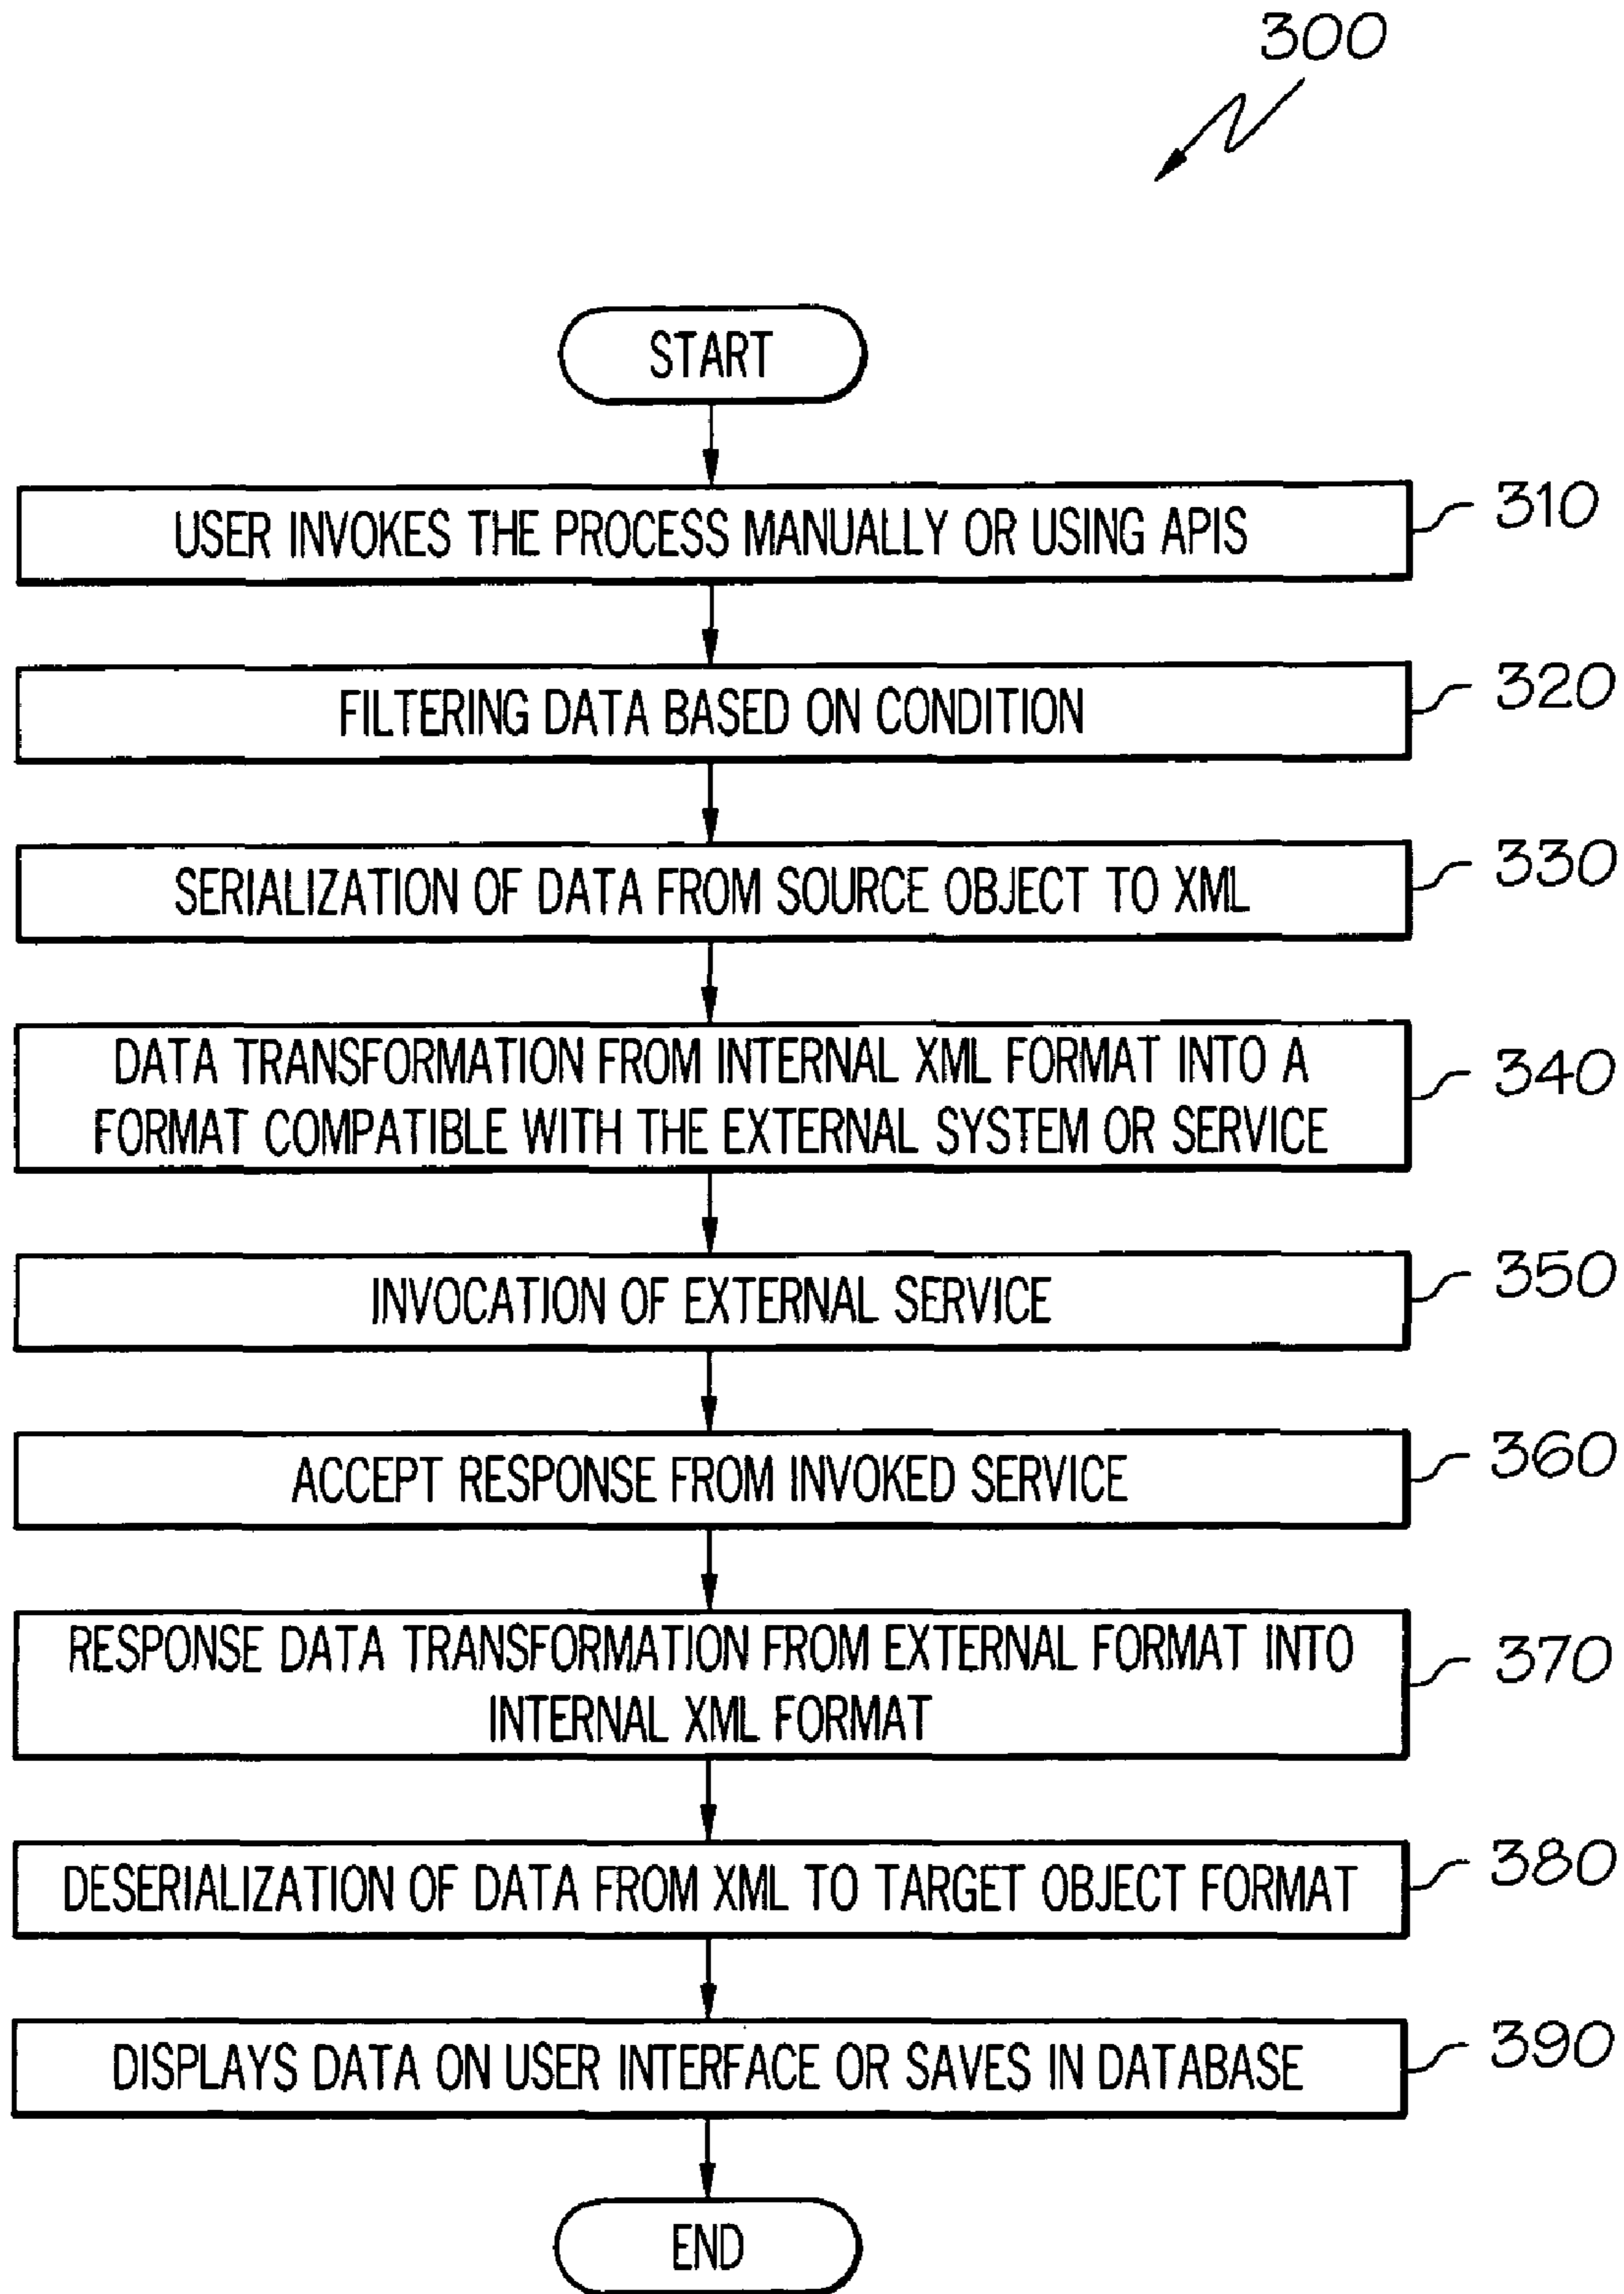 300
START
USER INVOKES THE PROCESS MANUALLY OR USING APIS
310
FILTERING DATA BASED ON CONDITION
320
SERIALIZATION OF DATA FROM SOURCE OBJECT TO XML
330
DATA TRANSFORMATION FROM INTERNAL XML FORMAT INTO A
FORMAT COMPATIBLE WITH THE EXTERNAL SYSTEM OR SERVICE
340
INVOCATION OF EXTERNAL SERVICE
350
ACCEPT RESPONSE FROM INVOKED SERVICE
360
RESPONSE DATA TRANSFORMATION FROM EXTERNAL FORMAT INTO
INTERNAL XML FORMAT
370
DESERIALIZATION OF DATA FROM XML TO TARGET OBJECT FORMAT
380
DISPLAYS DATA ON USER INTERFACE OR SAVES IN DATABASE
390
END